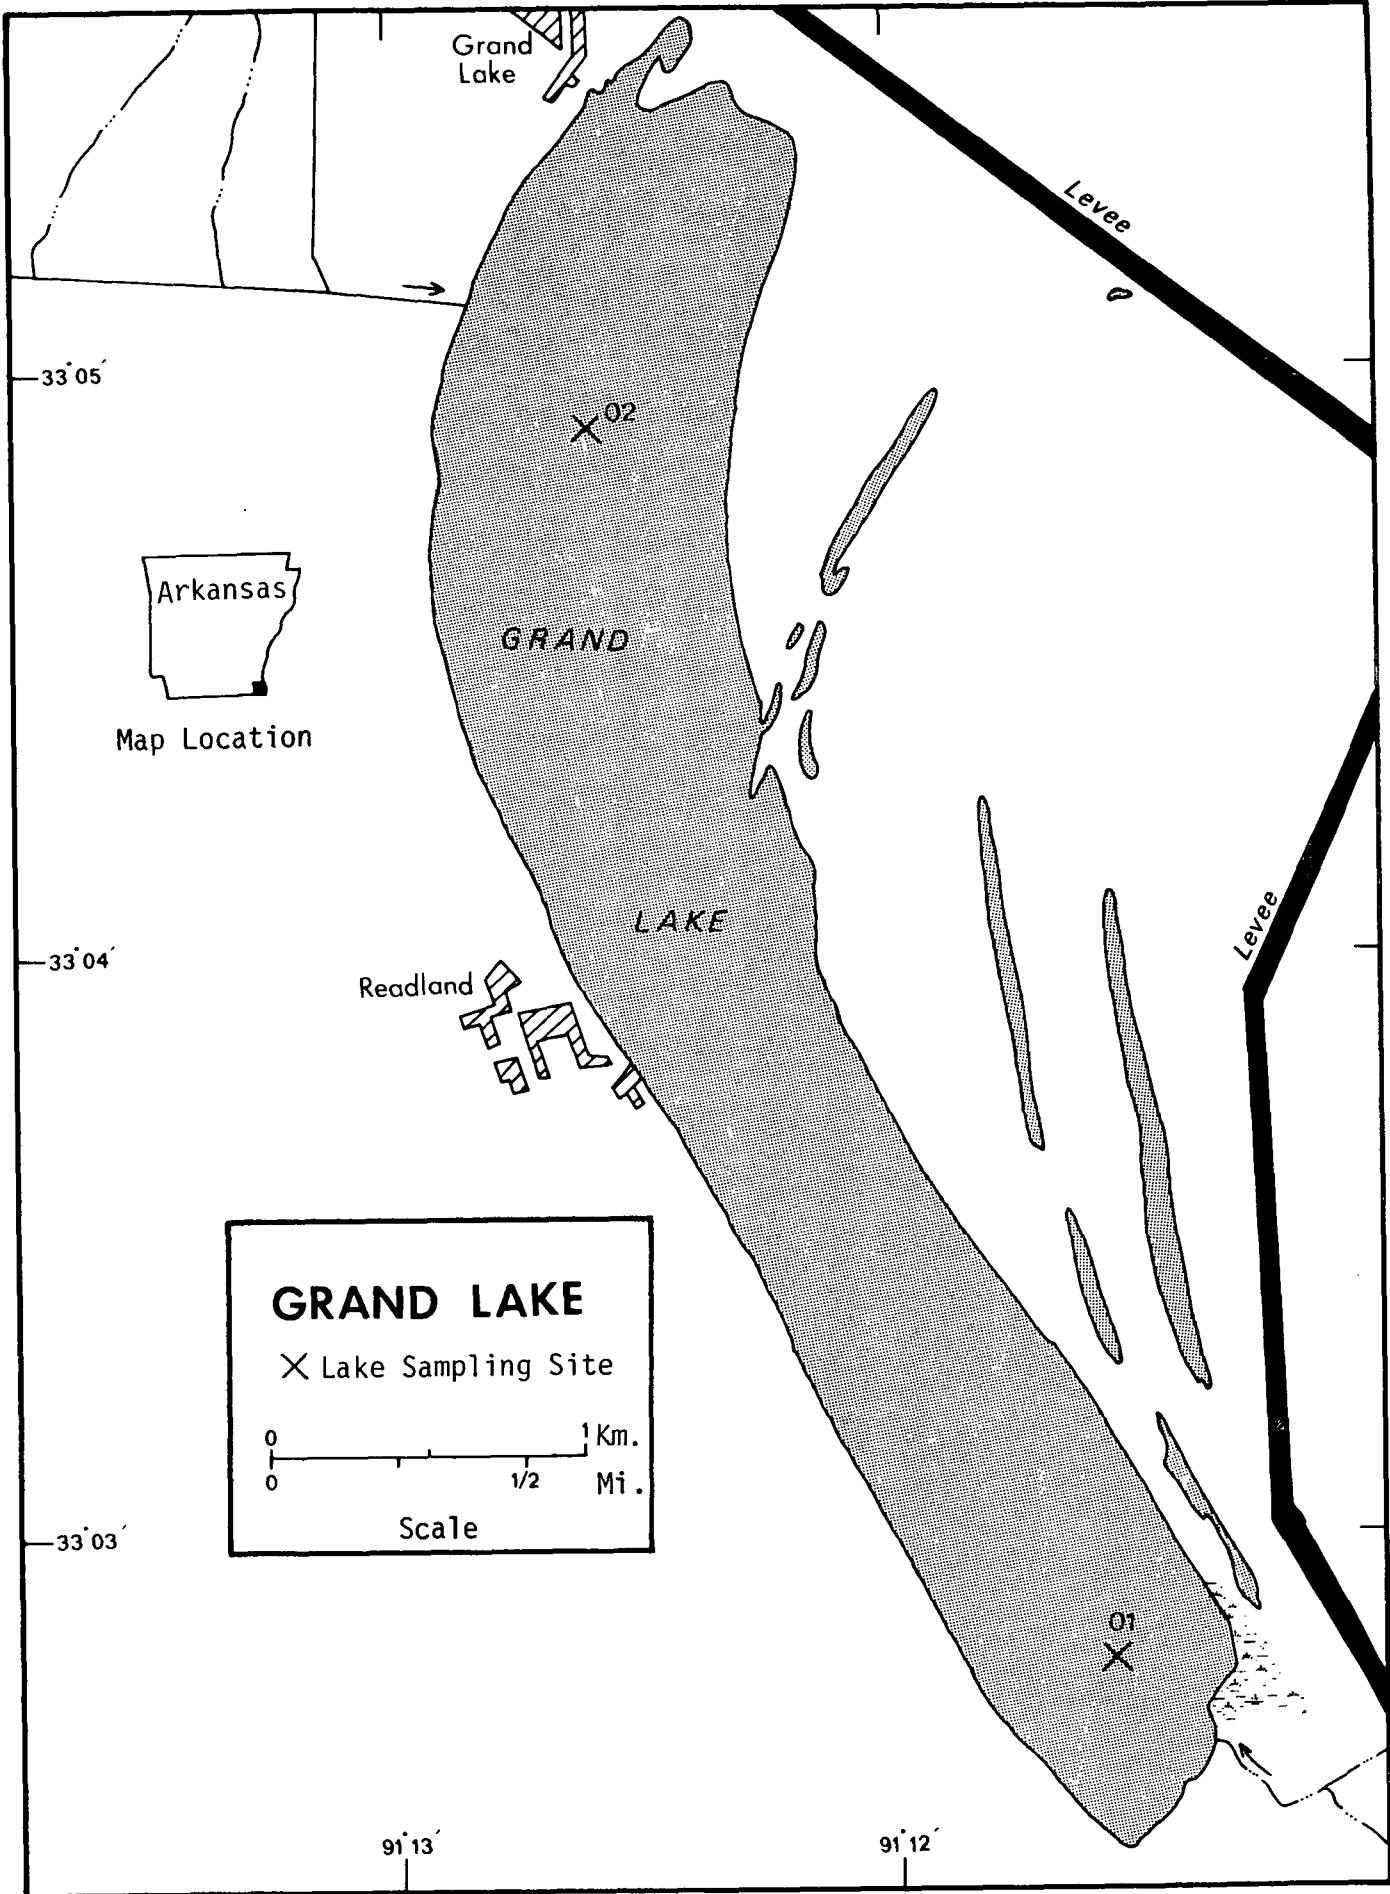 Grand
Lake
Levee
33°05′
02
Arkansas
GRAND
Map Location
LAKE
Levee
33°04′
Readland
GRAND LAKE
X Lake Sampling Site
0 1 Km.
0 1/2 Mi.
Scale
33°03′
01
91°13′ 91°12′